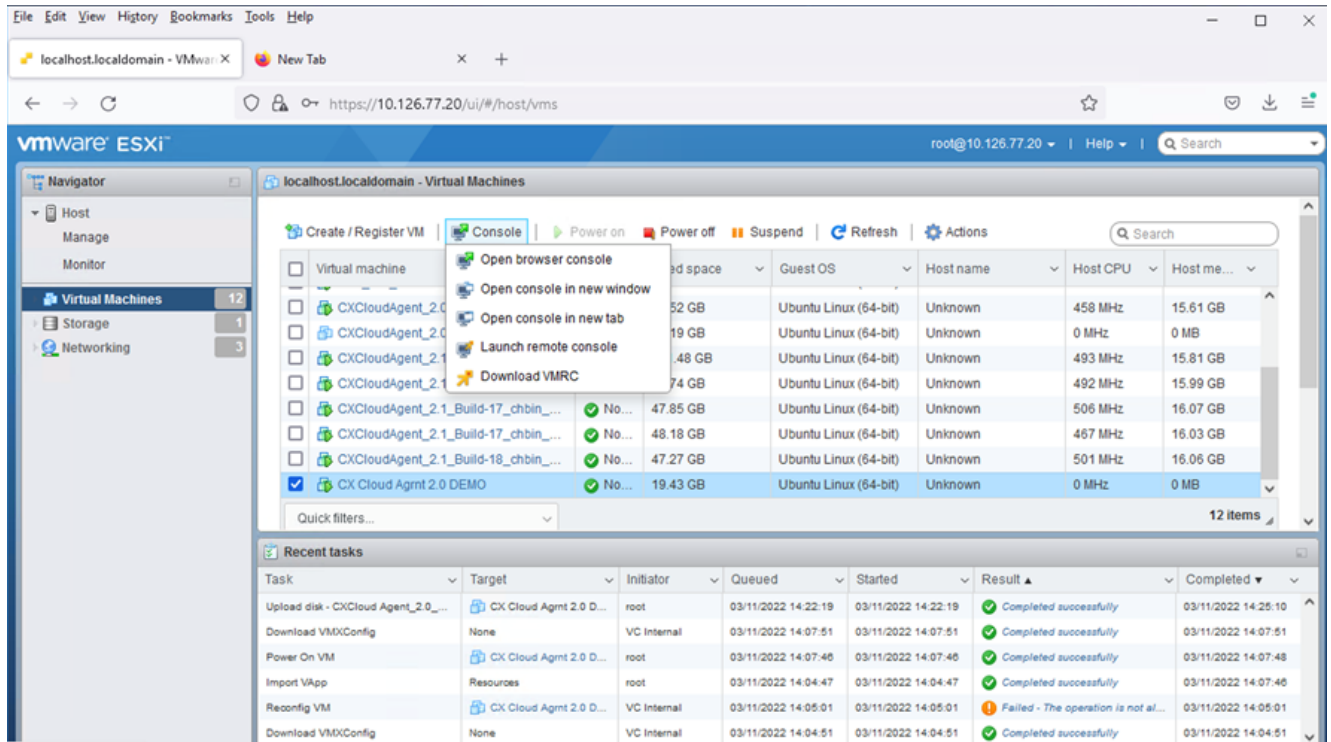 File Edit View History Bookmarks Tools Help
localhost.localdomain - VMwar
New Tab
https://10.126.77.20/ui/#/host/vms
vmware ESXi™
root@10.126.77.20 | Help | Search
Navigator
Host
Manage
Monitor
Virtual Machines 12
Storage 1
Networking 3
localhost.localdomain - Virtual Machines
Create / Register VM | Console | Power on Power off Suspend | Refresh | Actions
Search
Virtual machine ed space Guest OS Host name Host CPU Host me...
Open browser console
Open console in new window
Open console in new tab
Launch remote console
Download VMRC
CXCloudAgent_2.0 52 GB Ubuntu Linux (64-bit) Unknown 458 MHz 15.61 GB
CXCloudAgent_2.0 19 GB Ubuntu Linux (64-bit) Unknown 0 MHz 0 MB
CXCloudAgent_2.1 .48 GB Ubuntu Linux (64-bit) Unknown 493 MHz 15.81 GB
CXCloudAgent_2.1 74 GB Ubuntu Linux (64-bit) Unknown 492 MHz 15.99 GB
CXCloudAgent_2.1_Build-17_chbin_... No... 47.85 GB Ubuntu Linux (64-bit) Unknown 506 MHz 16.07 GB
CXCloudAgent_2.1_Build-17_chbin_... No... 48.18 GB Ubuntu Linux (64-bit) Unknown 467 MHz 16.03 GB
CXCloudAgent_2.1_Build-18_chbin_... No... 47.27 GB Ubuntu Linux (64-bit) Unknown 501 MHz 16.06 GB
CX Cloud Agrnt 2.0 DEMO No... 19.43 GB Ubuntu Linux (64-bit) Unknown 0 MHz 0 MB
Quick filters...
12 items
Recent tasks
Task Target Initiator Queued Started Result Completed
Upload disk - CXCloud Agent_2.0_... CX Cloud Agrnt 2.0 D... root 03/11/2022 14:22:19 03/11/2022 14:22:19 Completed successfully 03/11/2022 14:25:10
Download VMXConfig None VC Internal 03/11/2022 14:07:51 03/11/2022 14:07:51 Completed successfully 03/11/2022 14:07:51
Power On VM CX Cloud Agrnt 2.0 D... root 03/11/2022 14:07:46 03/11/2022 14:07:46 Completed successfully 03/11/2022 14:07:48
Import VApp Resources root 03/11/2022 14:04:47 03/11/2022 14:04:47 Completed successfully 03/11/2022 14:07:46
Reconfig VM CX Cloud Agrnt 2.0 D... VC Internal 03/11/2022 14:05:01 03/11/2022 14:05:01 Failed - The operation is not al... 03/11/2022 14:05:01
Download VMXConfig None VC Internal 03/11/2022 14:04:51 03/11/2022 14:04:51 Completed successfully 03/11/2022 14:04:51